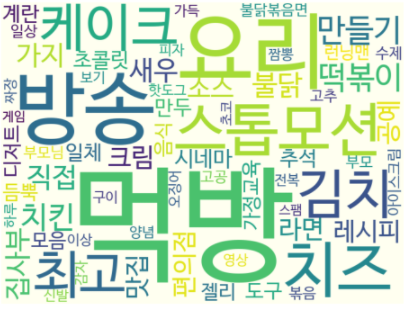 계란 케이크 가득 요리 불닭볶음면 만들기
일상 피자 짬뽕 런닝맨 수제
가지 초콜릿 새우 소스 불닭 떡볶이
짜장 보기 핫도그 만두 초코 고추
게임 방송 스톱모션 공예
디저트 부모님 음식
일체 크림 시네마 추석 부모 아이스크림
듬뿍 직접 구이 먹방 오징어 가정교육 김치
하루 치킨 고공 전복
집사부 양념 편의점 스팸 라면 레시피
모음 이상 영상
최고 맛집 치즈
감자 신발 젤리 도구 볶음